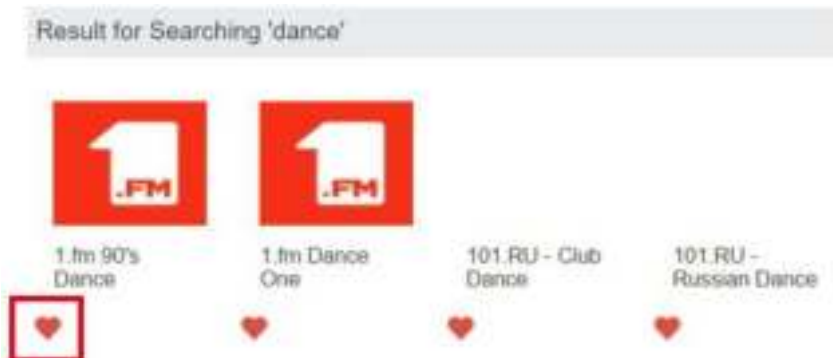 Result for Searching 'dance'
.FM
.FM
1.fm 90's
Dance
1.fm Dance
One
101.RU - Club
Dance
101.RU -
Russian Dance